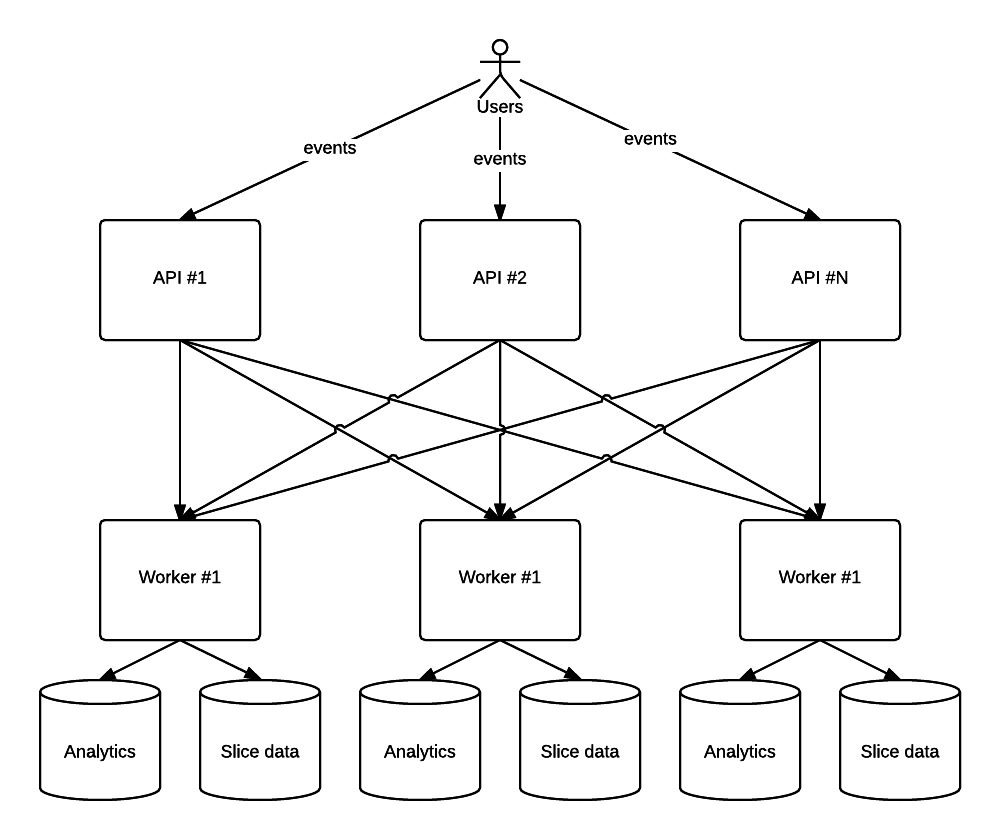 Users
events
events
events
API #1
API #2
API #N
Worker #1
Worker #1
Worker #1
Analytics
Slice data
Analytics
Slice data
Analytics
Slice data